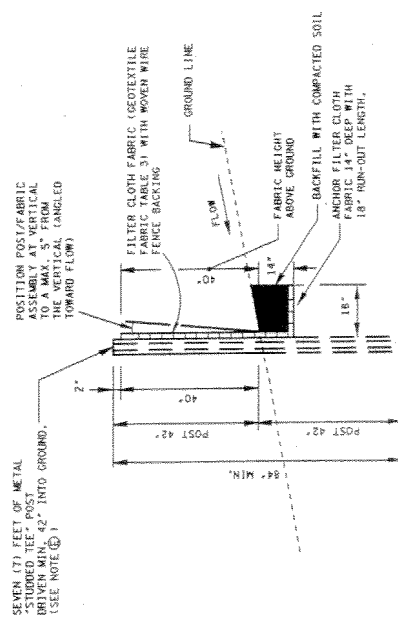 SEVEN (7) FEET OF METAL
"STUDDED TEE" POST
DRIVEN MIN. 42" INTO GROUND.
(SEE NOTE E )
POSITION POST/FABRIC
ASSEMBLY AT VERTICAL
TO A MAX. 5" FROM
THE VERTICAL (ANGLED
TOWARD FLOW)
FILTER CLOTH FABRIC (GEOTEXTILE
FABRIC TABLE 3) WITH WOVEN WIRE
FENCE BACKING
GROUND LINE
FLOW
FABRIC HEIGHT
ABOVE GROUND
BACKFILL WITH COMPACTED SOIL
ANCHOR FILTER CLOTH
FABRIC 14" DEEP WITH
18" RUN-OUT LENGTH.
2"
40"
40"
14"
18"
POST 42"
POST 42"
84" MIN.